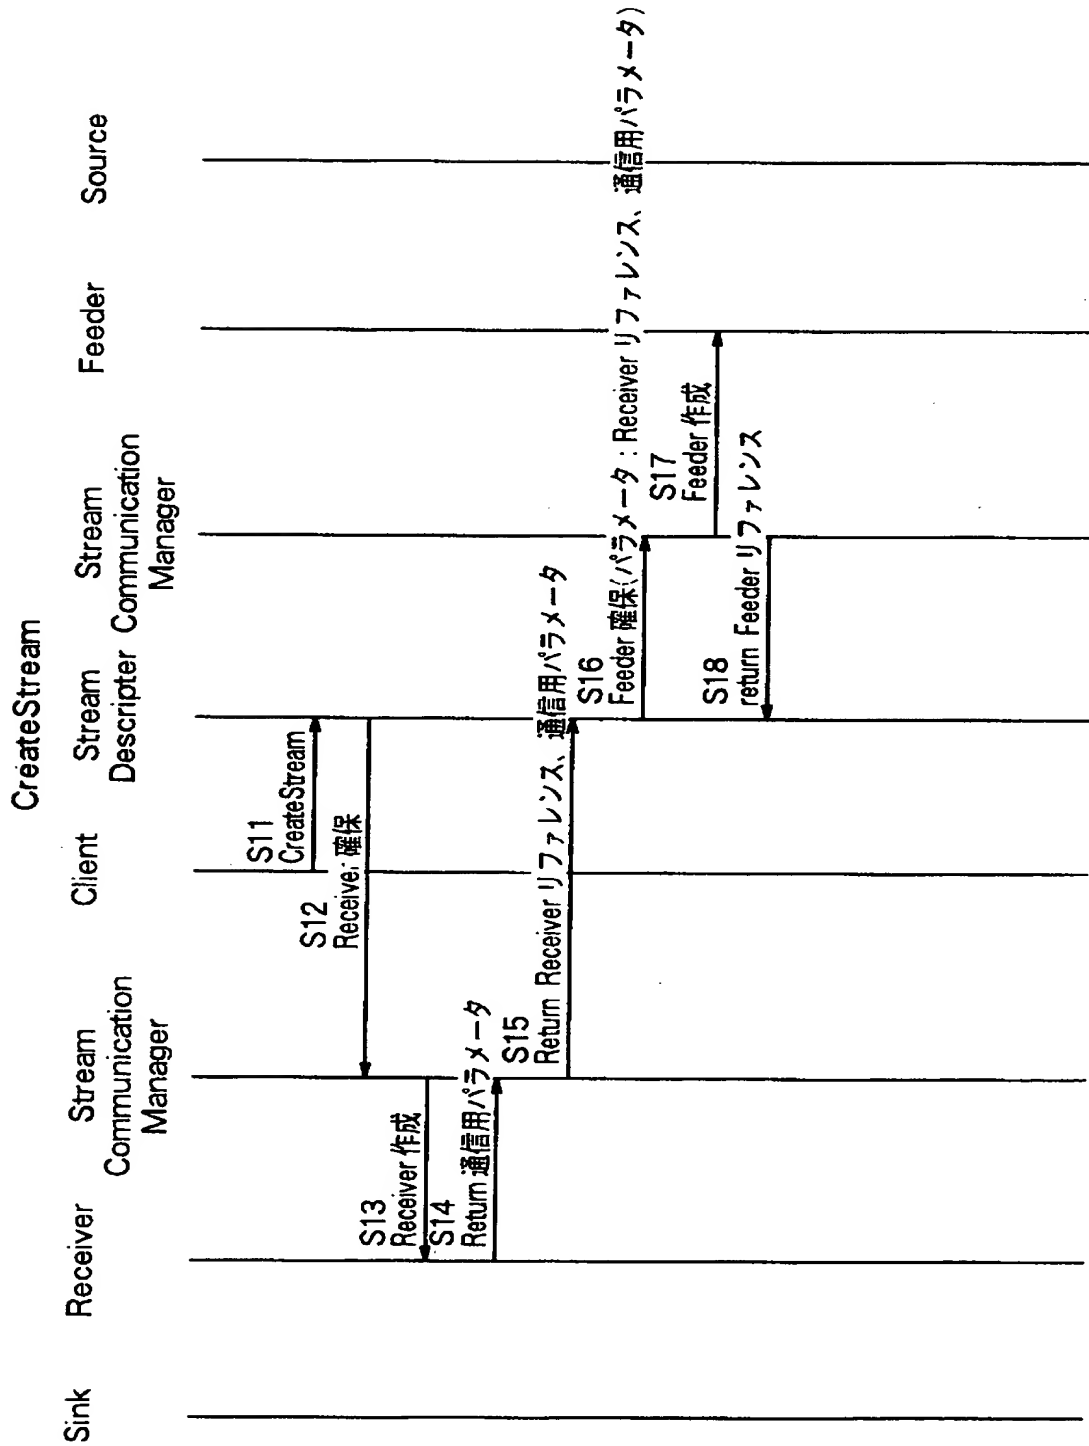 CreateStream
Sink
Receiver
Stream
Communication
Manager
Client
Stream
Descripter
Stream
Communication
Manager
Feeder
Source
S11
CreateStream
S12
Receiver 確保
S13
Receiver 作成
S14
Return 通信用パラメータ
S15
Return Receiver リファレンス、通信用パラメータ
S16
Feeder 確保(パラメータ : Receiver リファレンス、通信用パラメータ)
S17
Feeder 作成
S18
return Feeder リファレンス